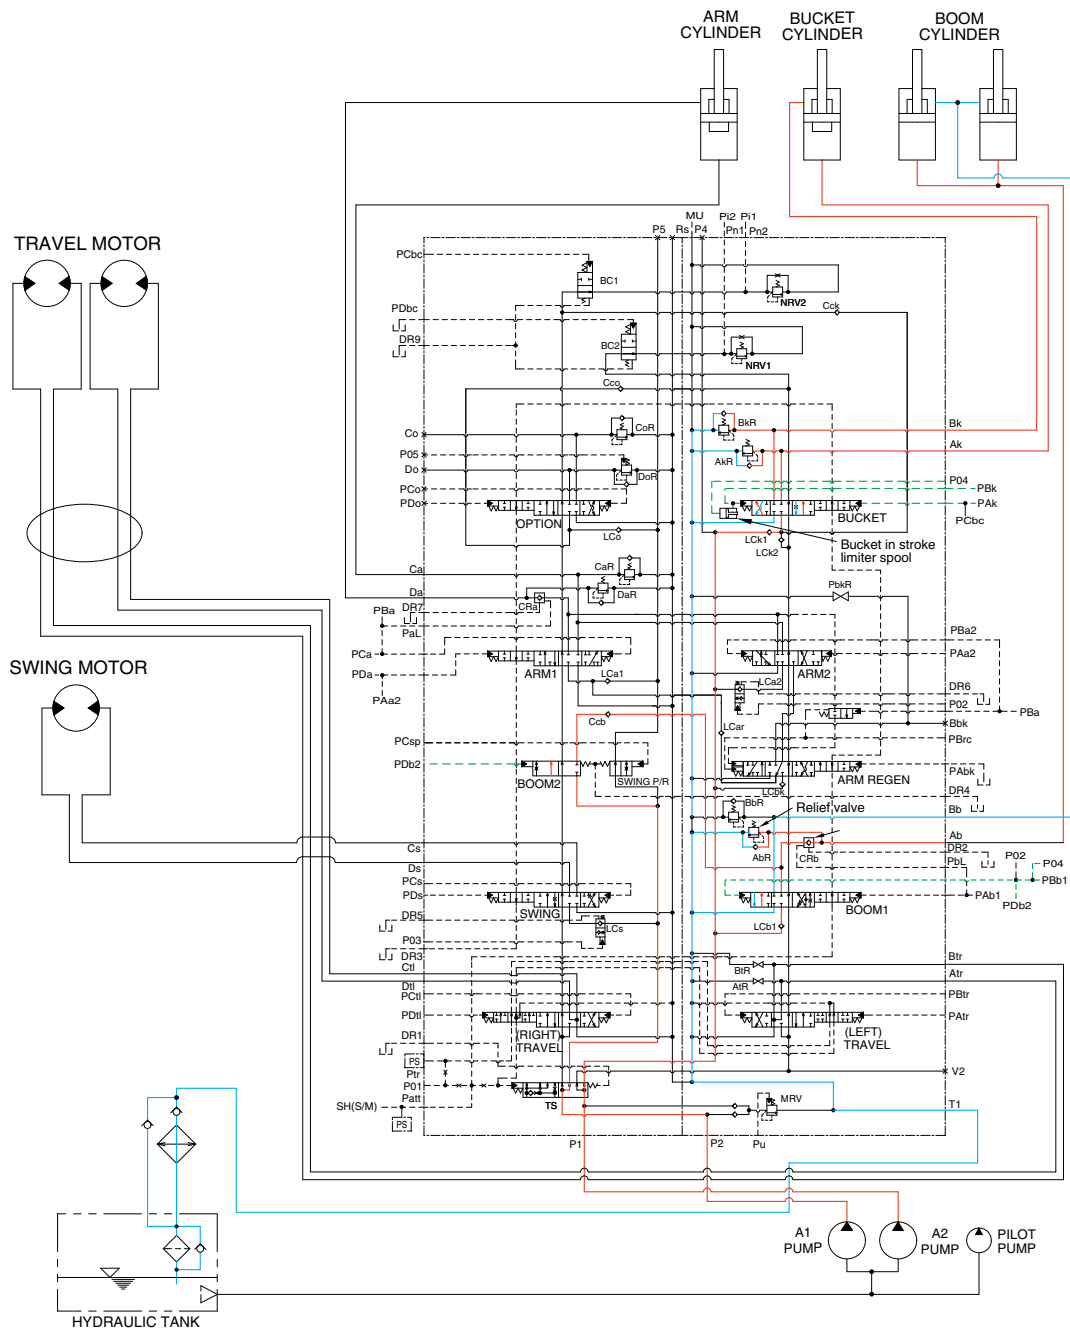 ARM
CYLINDER
BUCKET
CYLINDER
BOOM
CYLINDER
TRAVEL MOTOR
SWING MOTOR
MU
P5
Rs
P4
Pi2
Pi1
Pn1
Pn2
PCbc
BC1
NRV2
Cck
PDbc
DR9
BC2
NRV1
Cco
Co
CoR
BkR
Bk
P05
Do
DoR
AkR
Ak
PCo
PDo
OPTION
P04
PBk
PAk
PCbc
BUCKET
LCo
LCk1
LCk2
Bucket in stroke
limiter spool
Ca
CaR
Da
DaR
CRa
PbkR
PBa
DR7
PaL
PCa
PDa
PAa2
ARM1
LCa1
PBa2
PAa2
ARM2
LCa2
DR6
P02
PBa
Ccb
LCar
Bbk
PCsp
PDb2
BOOM2
SWING P/R
PBrc
ARM REGEN
PAbk
LCbk
DR4
BbR
Relief valve
Bb
AbR
CRb
Ab
DR2
PbL
P02
P04
PBb1
PDb2
PAb1
BOOM1
LCb1
Cs
Ds
PCs
PDs
SWING
DR5
LCs
P03
DR3
Ctl
BtR
Btr
Dtl
AtR
Atr
PCtl
PDtl
(RIGHT)
TRAVEL
PBtr
PAtr
(LEFT)
TRAVEL
DR1
PS
Ptr
P01
Patt
TS
V2
SH(S/M)
PS
MRV
T1
P1
P2
Pu
A1
PUMP
A2
PUMP
PILOT
PUMP
HYDRAULIC TANK